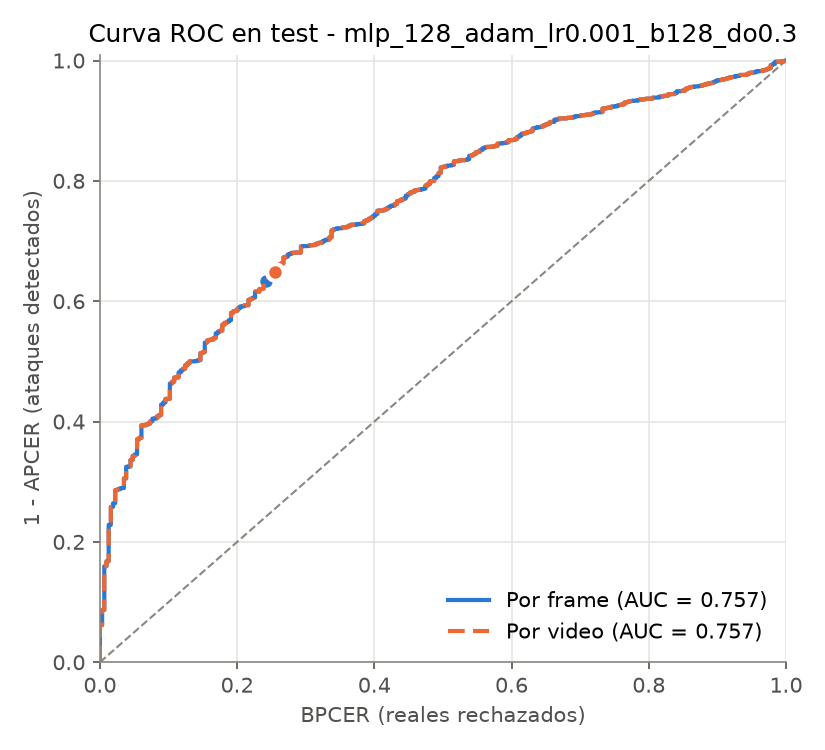 Curva ROC en test - mlp_128_adam_lr0.001_b128_do0.3
1 - APCER (ataques detectados)
1.0
0.8
0.6
0.4
0.2
0.0
Por frame (AUC = 0.757)
Por video (AUC = 0.757)
0.0 0.2 0.4 0.6 0.8 1.0
BPCER (reales rechazados)